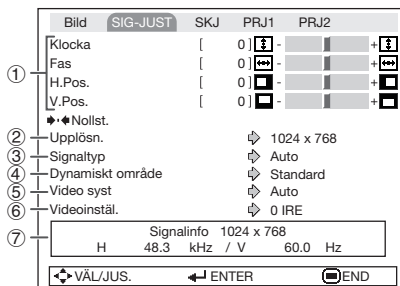 Bild SIG-JUST SKJ PRJ1 PRJ2
① Klocka [ 0 ] - +
Fas [ 0 ] - +
H.Pos. [ 0 ] - +
V.Pos. [ 0 ] - +
Nollst.
② Upplösn. 1024 x 768
③ Signaltyp Auto
④ Dynamiskt område Standard
⑤ Video syst Auto
⑥ Videoinstäl. 0 IRE
⑦ Signalinfo 1024 x 768
H 48.3 kHz / V 60.0 Hz
VÄL/JUS. ENTER END